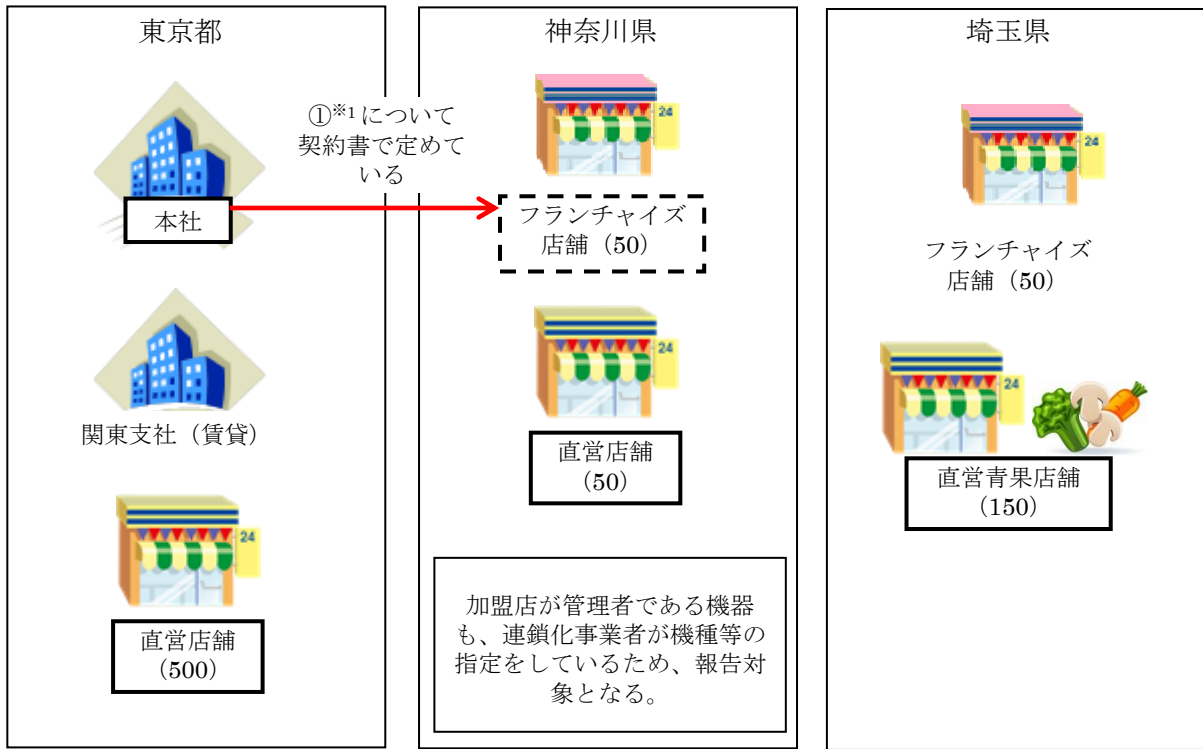 東京都
①※1について
契約書で定めて
いる
本社
関東支社（賃貸）
24
直営店舗
(500)
神奈川県
24
フランチャイズ
店舗（50）
24
直営店舗
(50)
加盟店が管理者である機器
も、連鎖化事業者が機種等の
指定をしているため、報告対
象となる。
埼玉県
24
フランチャイズ
店舗（50）
24
直営青果店舗
（150）